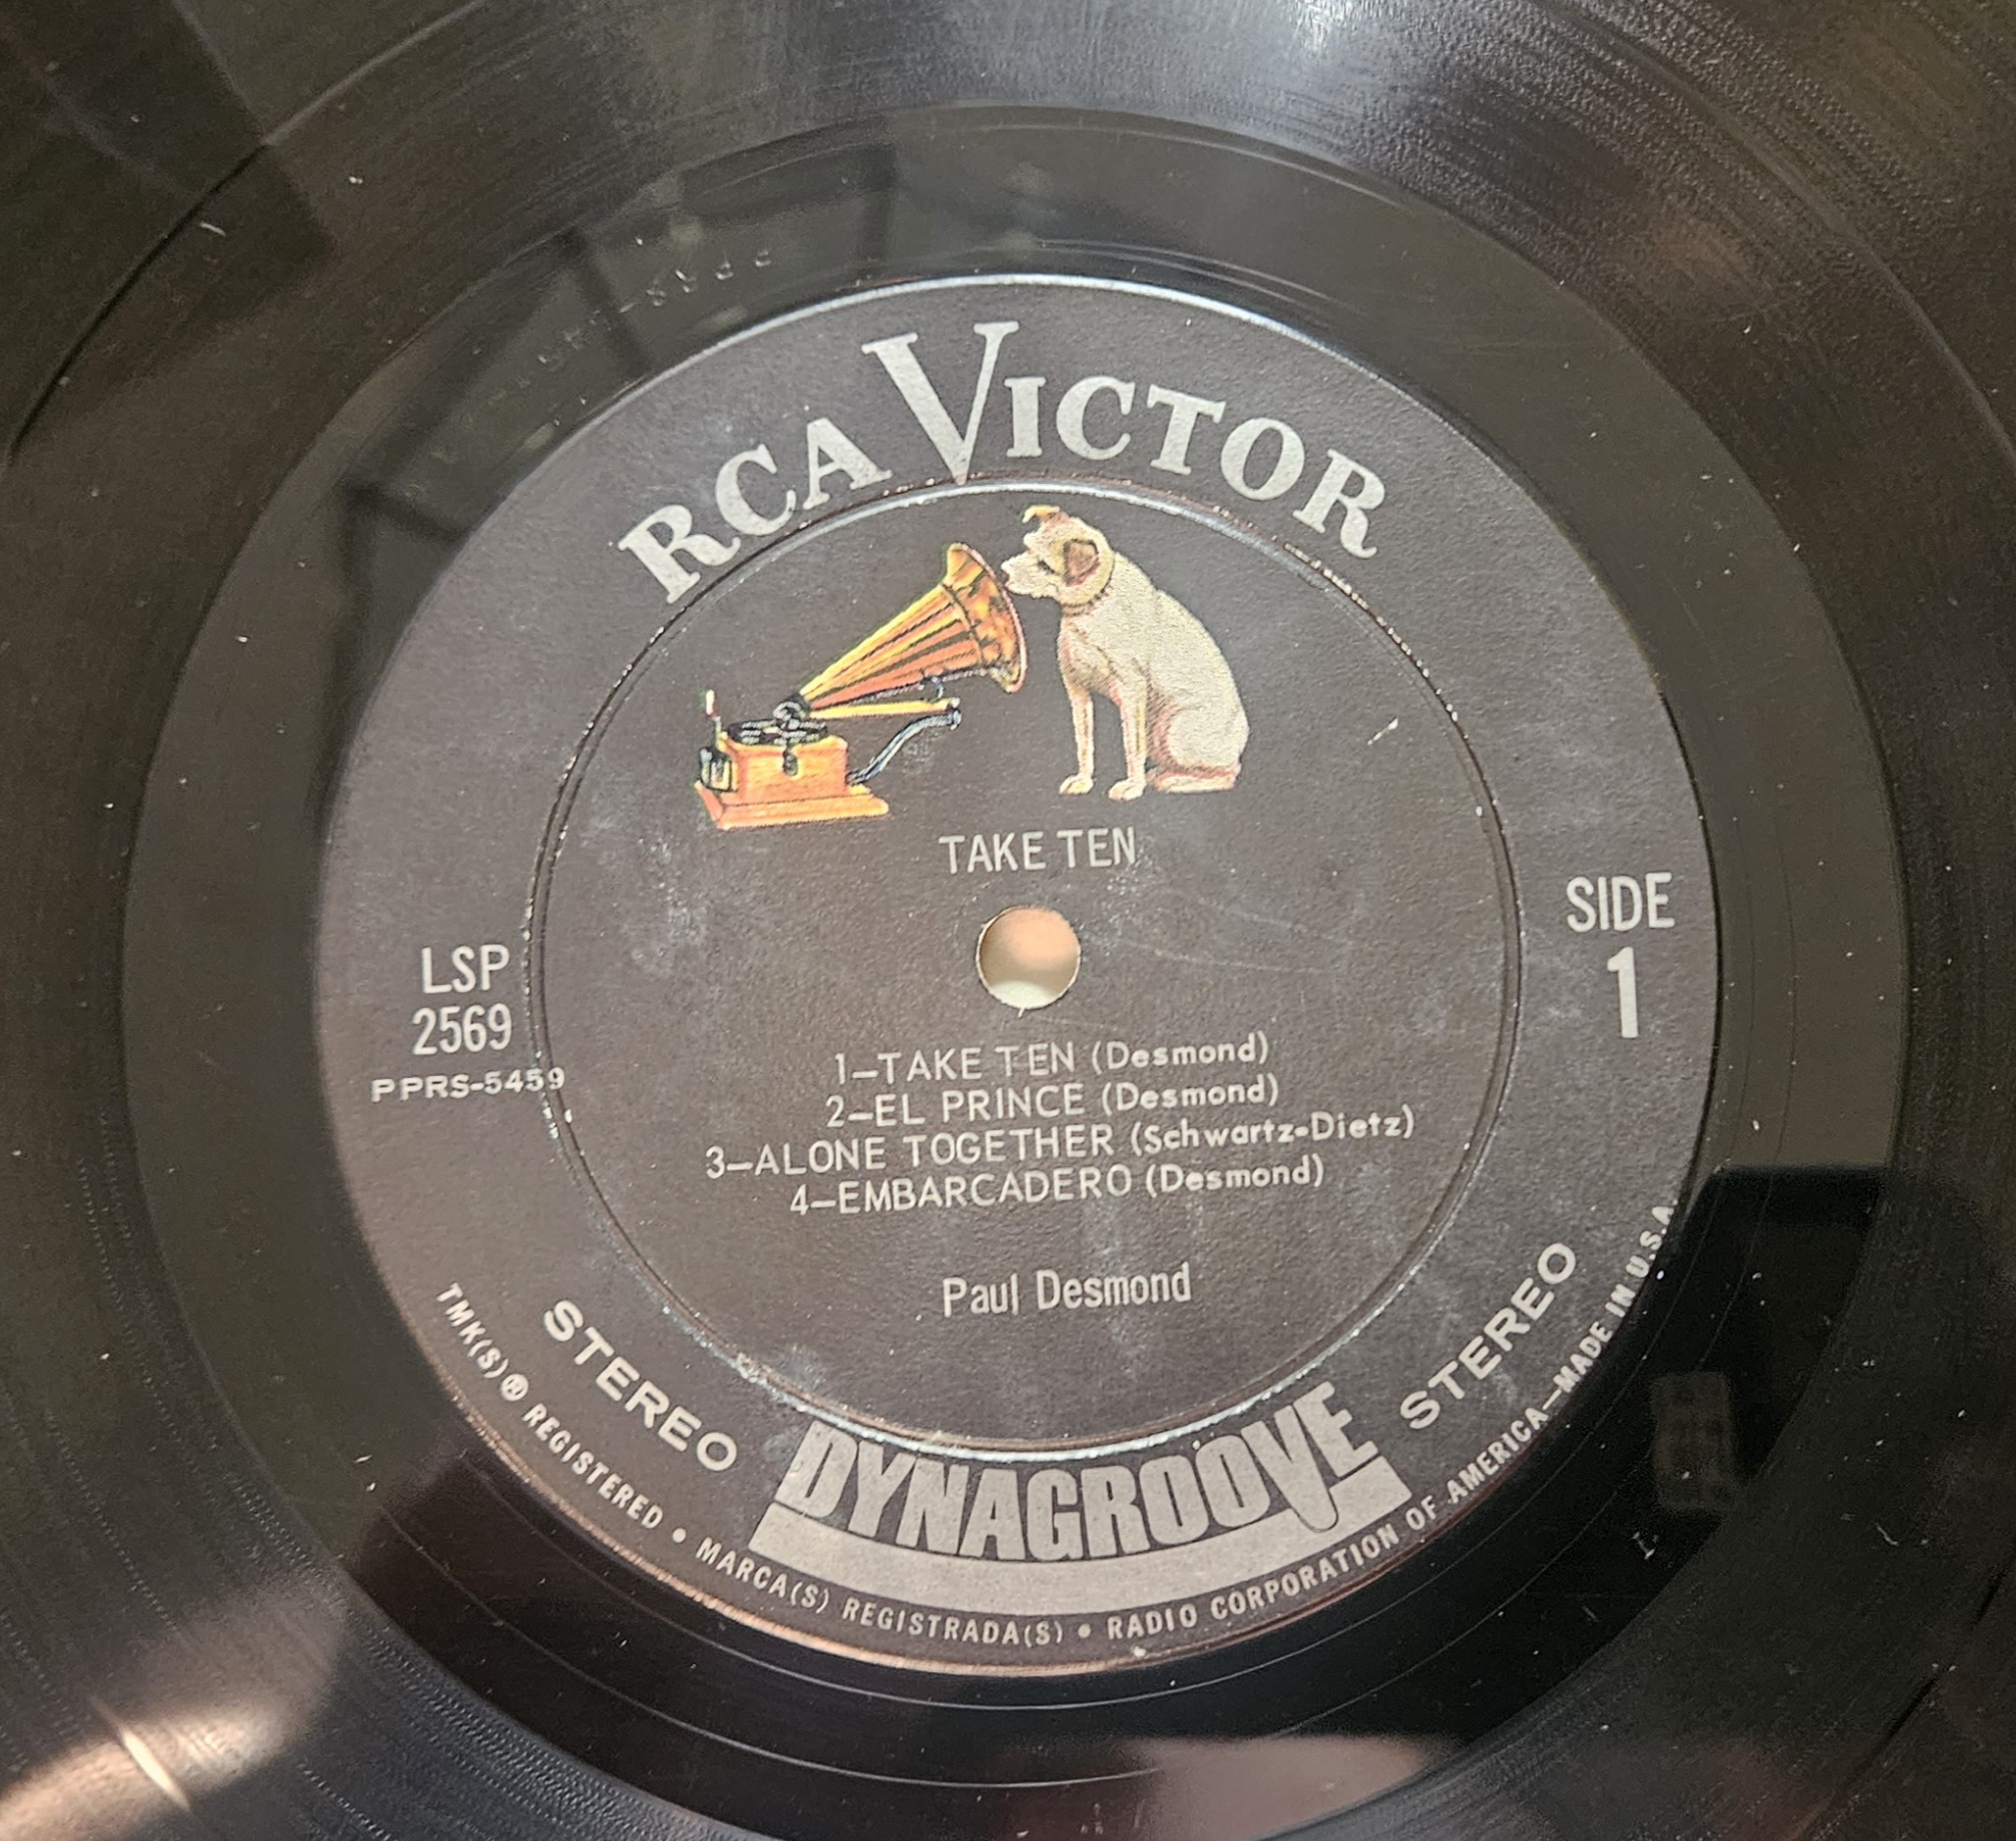 RCA VICTOR
TAKE TEN
SIDE
1
LSP
2569
PPRS-5459
1—TAKE TEN (Desmond)
2—EL PRINCE (Desmond)
3—ALONE TOGETHER (Schwartz-Dietz)
4—EMBARCADERO (Desmond)
Paul Desmond
STEREO
DYNAGROOVE
STEREO
TMK(S) ® REGISTERED • MARCA(S) REGISTRADA(S) • RADIO CORPORATION OF AMERICA—MADE IN U.S.A.